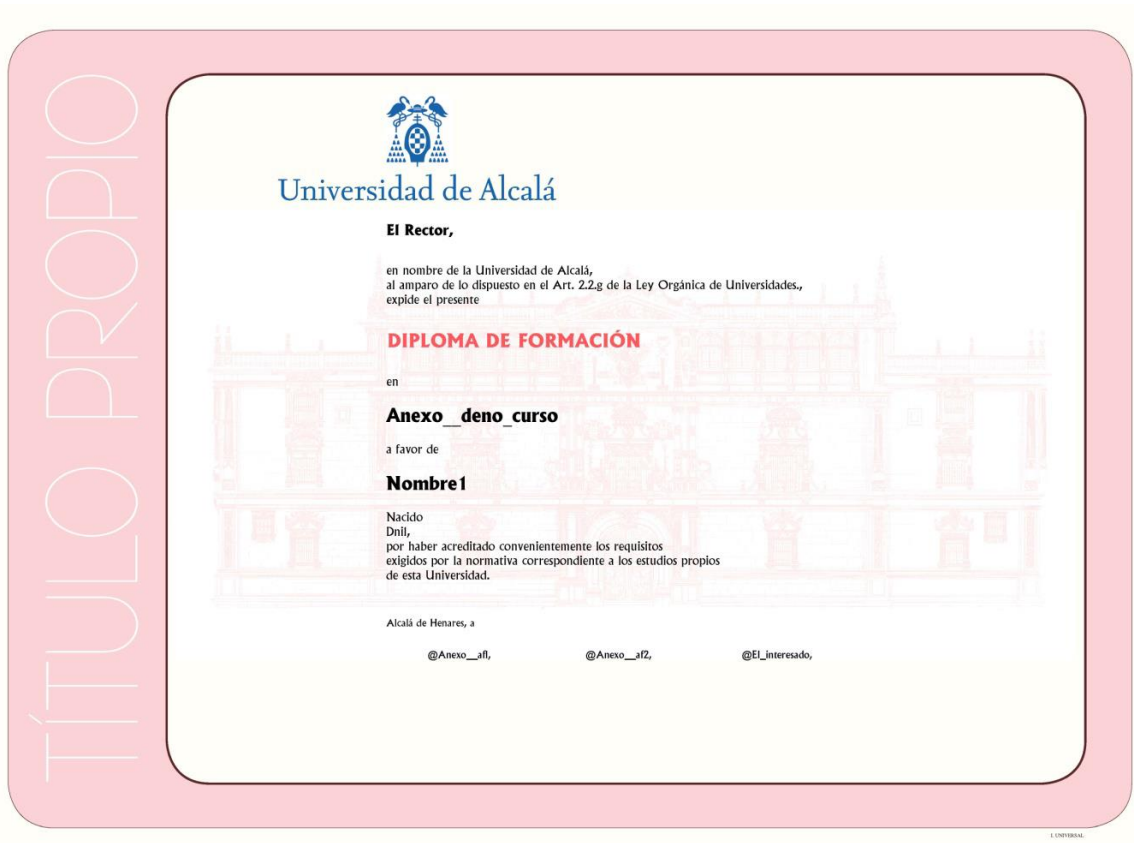 TÍTULO PROPIO
Universidad de Alcalá
El Rector,
en nombre de la Universidad de Alcalá,
al amparo de lo dispuesto en el Art. 2.2.g de la Ley Orgánica de Universidades.,
expide el presente
DIPLOMA DE FORMACIÓN
en
Anexo__deno_curso
a favor de
Nombre1
Nacido
Dnil,
por haber acreditado convenientemente los requisitos
exigidos por la normativa correspondiente a los estudios propios
de esta Universidad.
Alcalá de Henares, a
@Anexo__afl, @Anexo__af2, @El_interesado,
I. UNIVERSAL